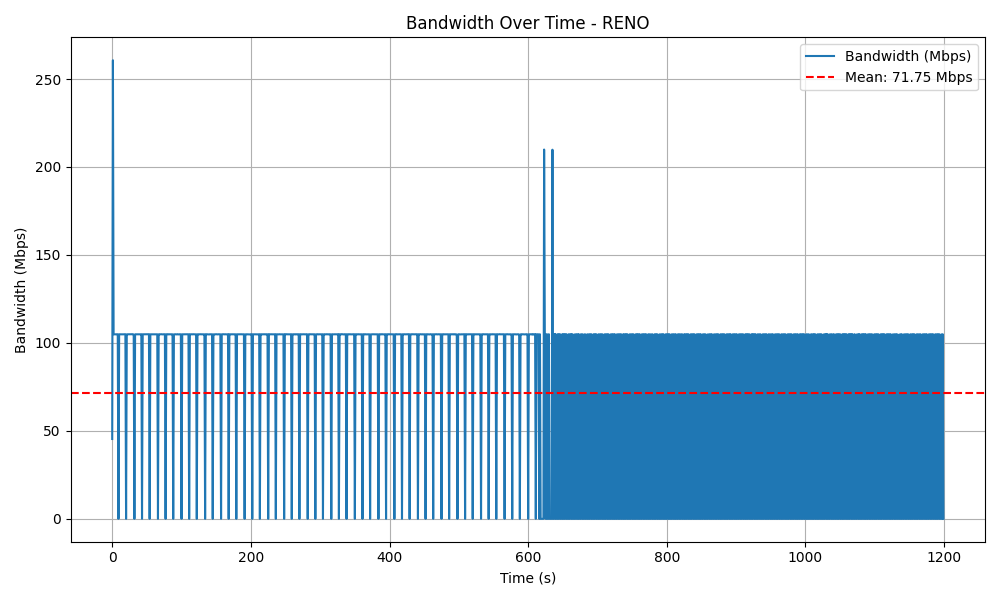 Bandwidth Over Time - RENO
Bandwidth (Mbps)
Mean: 71.75 Mbps
Bandwidth (Mbps)
250
200
150
100
50
0
0 200 400 600 800 1000 1200
Time (s)